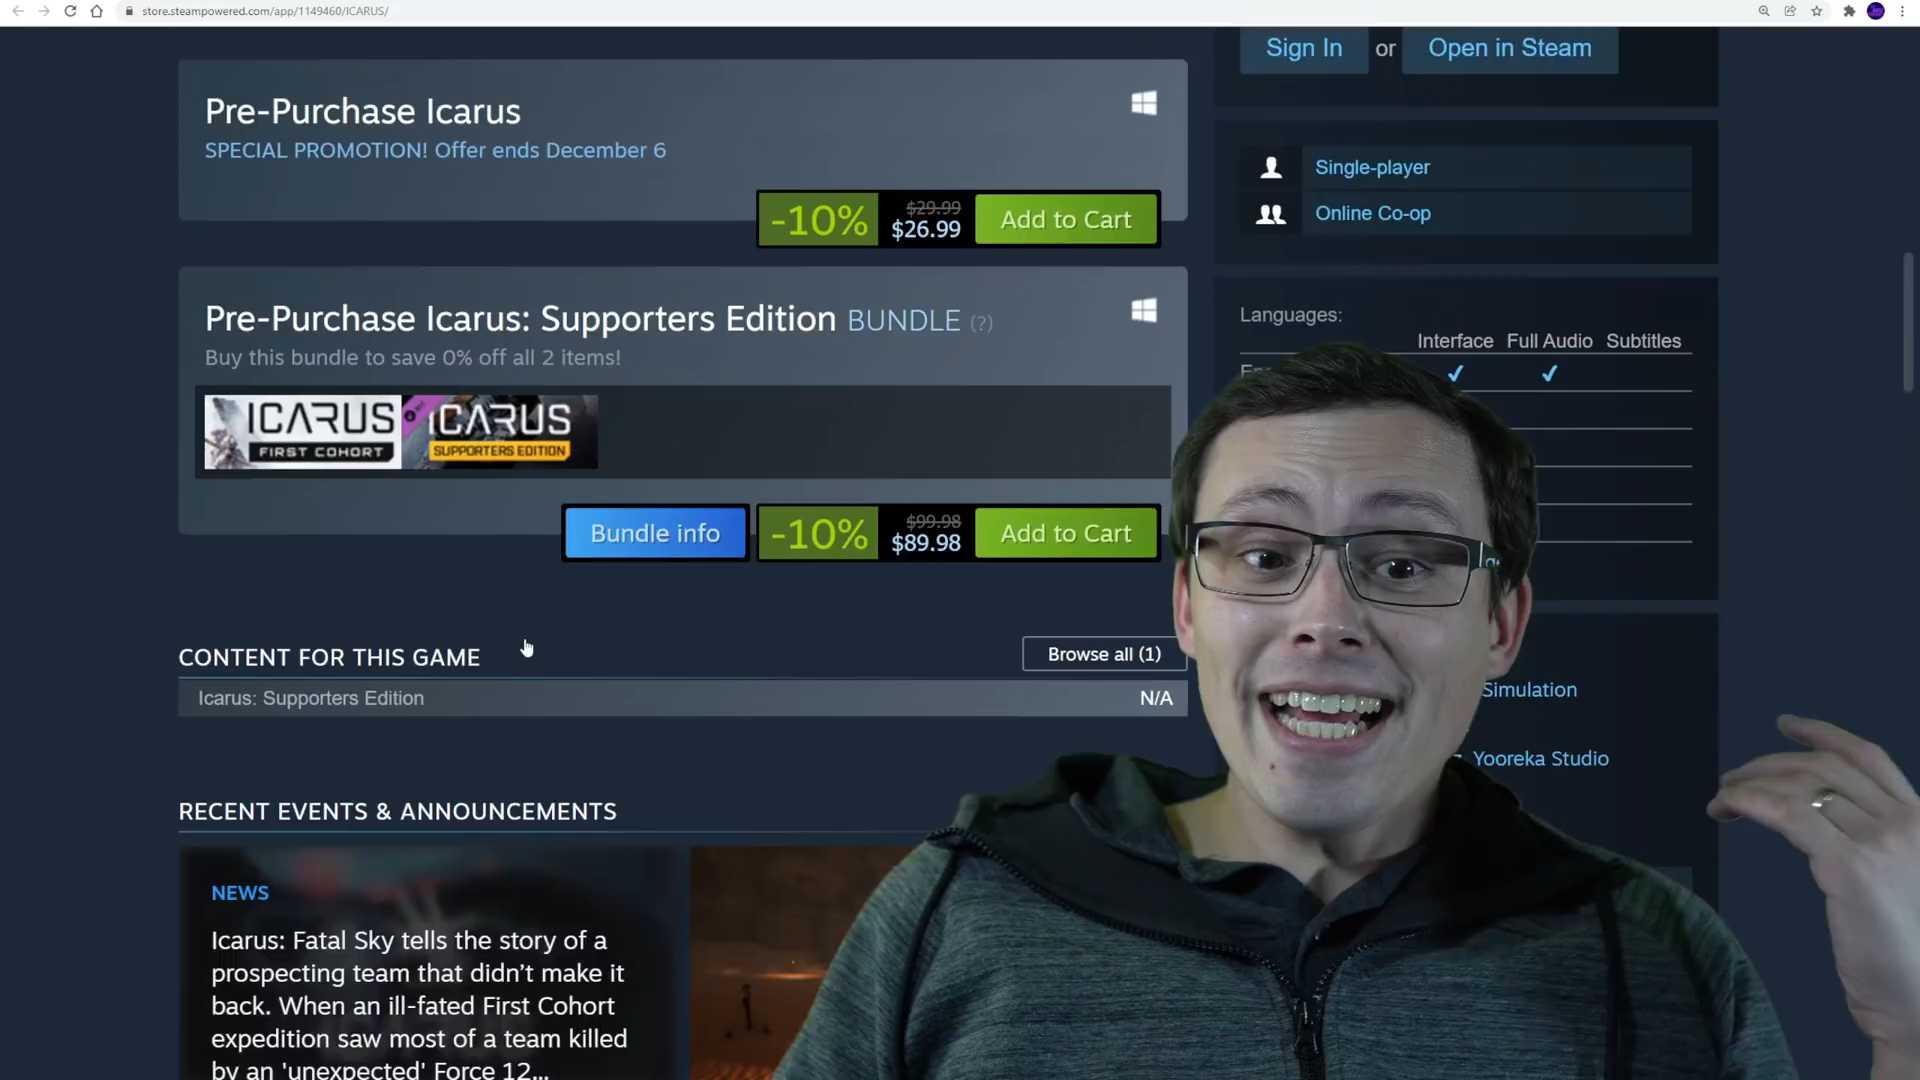 store.steampowered.com/app/1149460/ICARUS/
Sign In or Open in Steam
Pre-Purchase Icarus
SPECIAL PROMOTION! Offer ends December 6
-10% $29.99 $26.99 Add to Cart
Single-player
Online Co-op
Pre-Purchase Icarus: Supporters Edition BUNDLE (?)
Buy this bundle to save 0% off all 2 items!
ICARUS
FIRST COHORT
ICARUS
SUPPORTERS EDITION
Bundle info -10% $99.98 $89.98 Add to Cart
Languages:
Interface Full Audio Subtitles
CONTENT FOR THIS GAME Browse all (1)
Icarus: Supporters Edition N/A
Simulation
Yooreka Studio
RECENT EVENTS & ANNOUNCEMENTS
NEWS
Icarus: Fatal Sky tells the story of a
prospecting team that didn’t make it
back. When an ill-fated First Cohort
expedition saw most of a team killed
by an 'unexpected' Force 12...